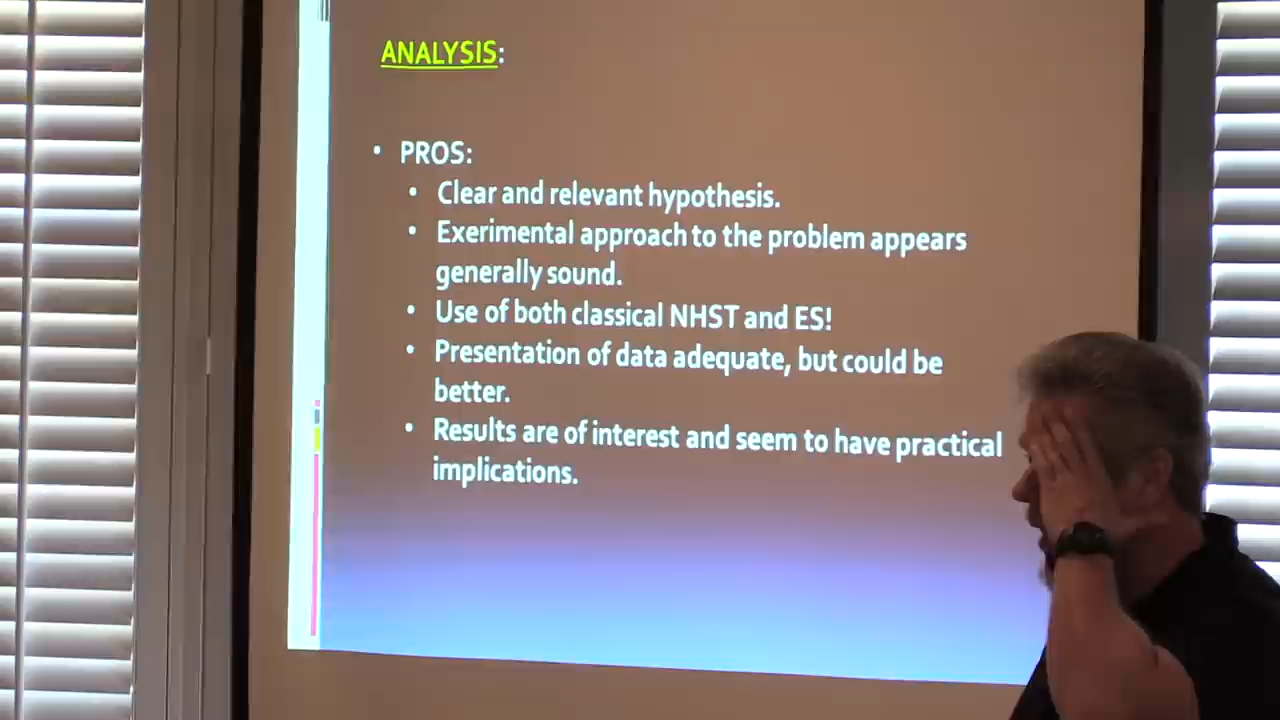 ANALYSIS:
• PROS:
• Clear and relevant hypothesis.
• Exerimental approach to the problem appears
generally sound.
• Use of both classical NHST and ES!
• Presentation of data adequate, but could be
better.
• Results are of interest and seem to have practical
implications.